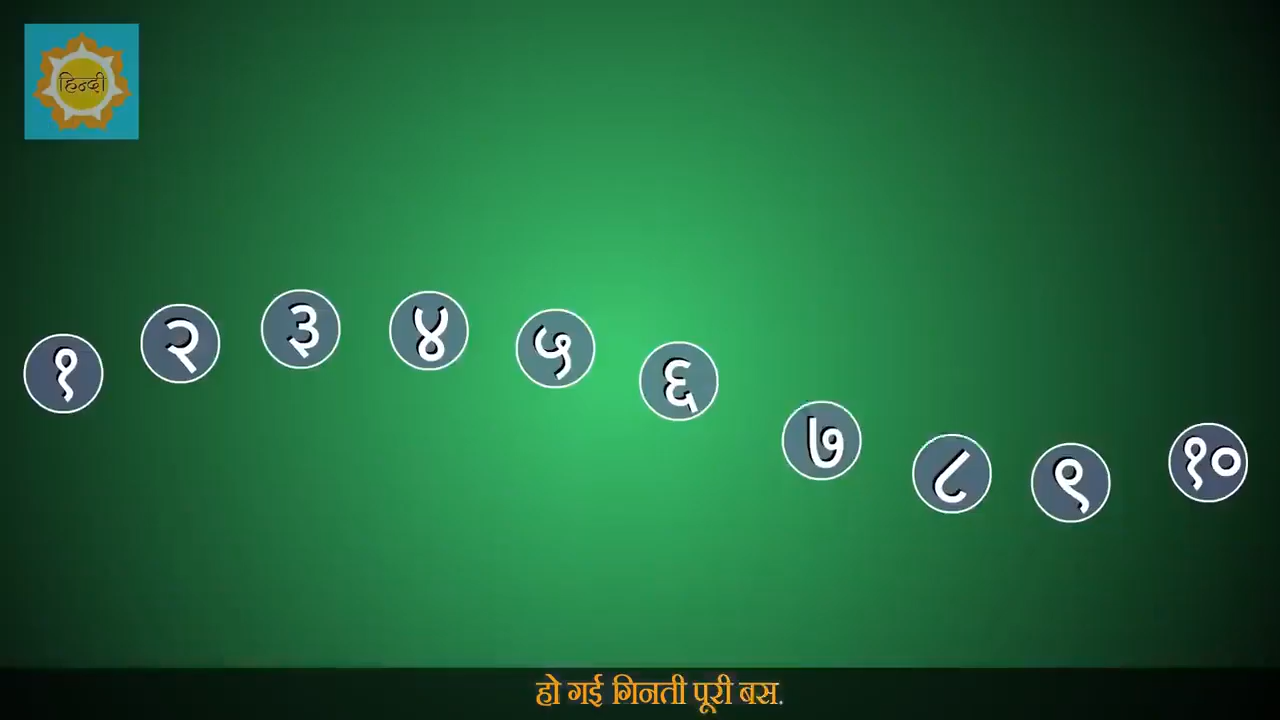 हिन्दी
१ २ ३ ४ ५ ६ ७ ८ ९ १०
हो गई गिनती पूरी बस.